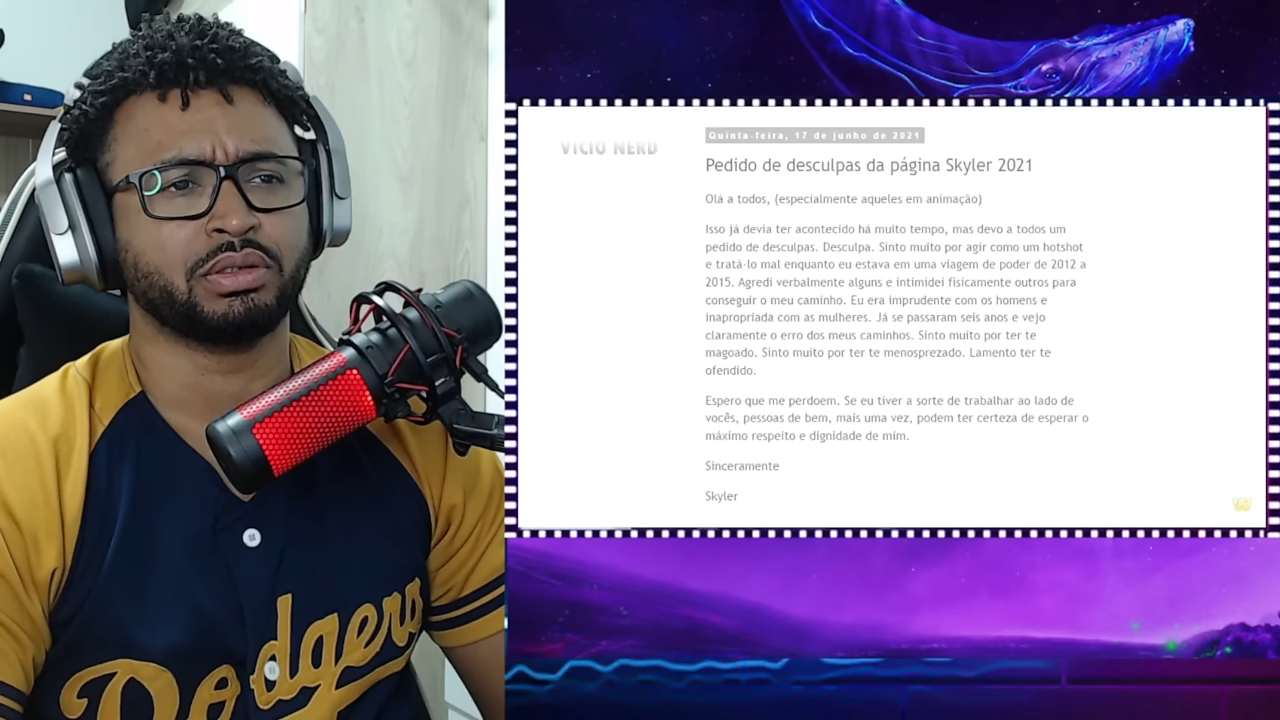 VICIO NERD
Quinta-feira, 17 de junho de 2021
Pedido de desculpas da página Skyler 2021
Olá a todos, (especialmente aqueles em animação)
Isso já devia ter acontecido há muito tempo, mas devo a todos um
pedido de desculpas. Desculpa. Sinto muito por agir como um hotshot
e tratá-lo mal enquanto eu estava em uma viagem de poder de 2012 a
2015. Agredi verbalmente alguns e intimidei fisicamente outros para
conseguir o meu caminho. Eu era imprudente com os homens e
inapropriada com as mulheres. Já se passaram seis anos e vejo
claramente o erro dos meus caminhos. Sinto muito por ter te
magoado. Sinto muito por ter te menosprezado. Lamento ter te
ofendido.
Espero que me perdoem. Se eu tiver a sorte de trabalhar ao lado de
vocês, pessoas de bem, mais uma vez, podem ter certeza de esperar o
máximo respeito e dignidade de mim.
Sinceramente
Skyler
Dodgers